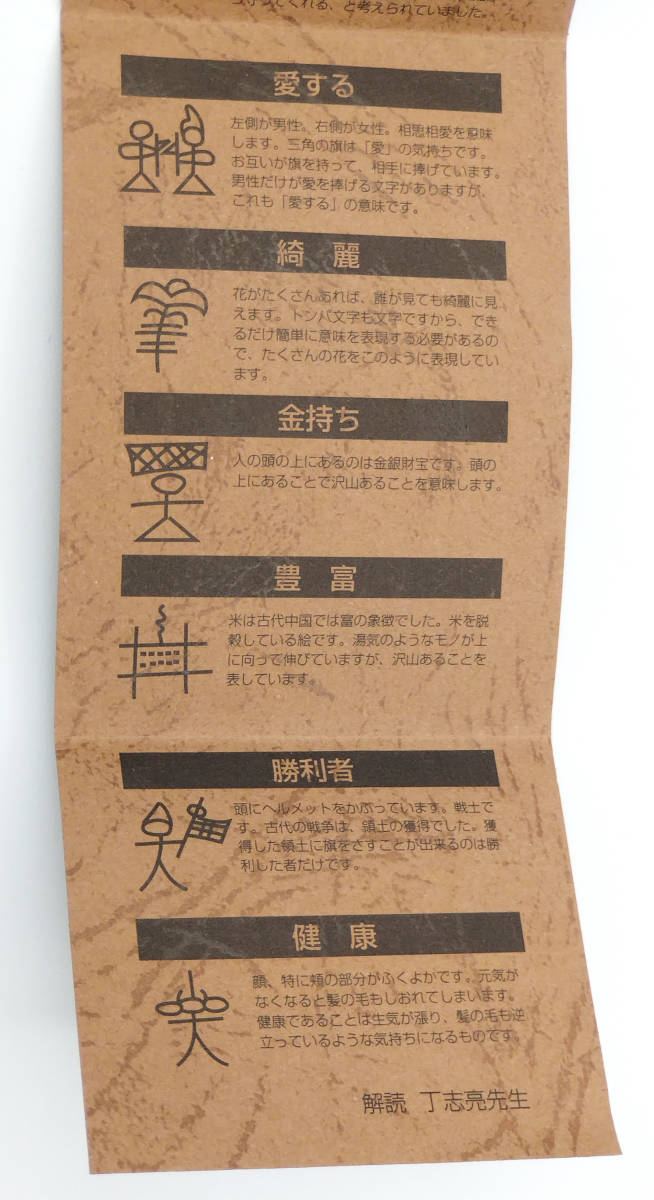 ってくれる、と考えられていました。
愛する
左側が男性。右側が女性。相思相愛を意味
します。三角の旗は「愛」の気持ちです。
お互いが旗を持って、相手に捧げています。
男性だけが愛を捧げる文字がありますが、
これも「愛する」の意味です。
綺麗
花がたくさんあれば、誰が見ても綺麗に見
えます。トンパ文字も文字ですから、でき
るだけ簡単に意味を表現する必要があるの
で、たくさんの花をこのように表現してい
ます。
金持ち
人の頭の上にあるのは金銀財宝です。頭の
上にあることで沢山あることを意味します。
豊富
米は古代中国では富の象徴でした。米を脱
穀している絵です。湯気のようなモノが上
に向って伸びていますが、沢山あることを
表しています。
勝利者
頭にヘルメットをかぶっています。戦士で
す。古代の戦争は、領土の獲得でした。獲
得した領土に旗をさすことが出来るのは勝
利した者だけです。
健康
顔、特に頬の部分がふくよかです。元気が
なくなると髪の毛もしおれてしまいます。
健康であることは生気が漲り、髪の毛も逆
立っているような気持ちになるものです。
解読 丁志亮先生